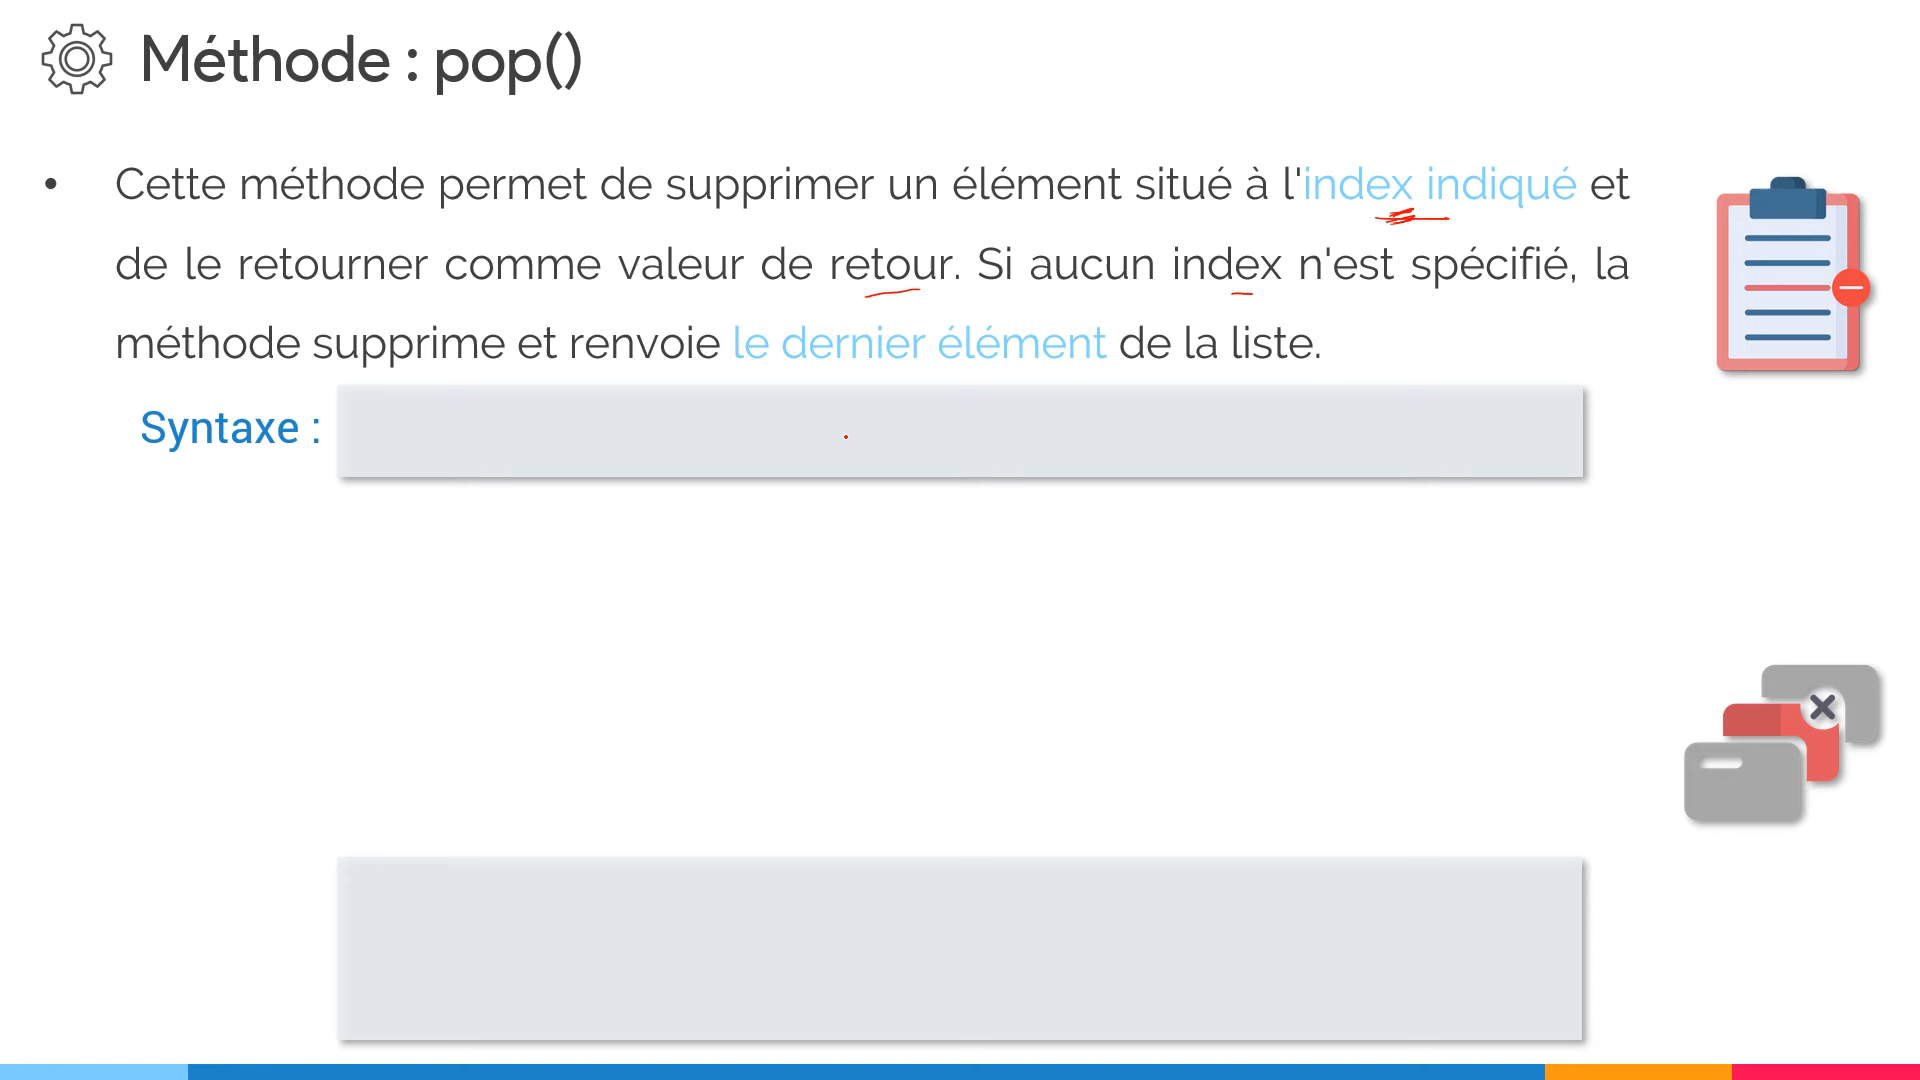 Méthode : pop()
• Cette méthode permet de supprimer un élément situé à l'index indiqué et
de le retourner comme valeur de retour. Si aucun index n'est spécifié, la
méthode supprime et renvoie le dernier élément de la liste.
Syntaxe :